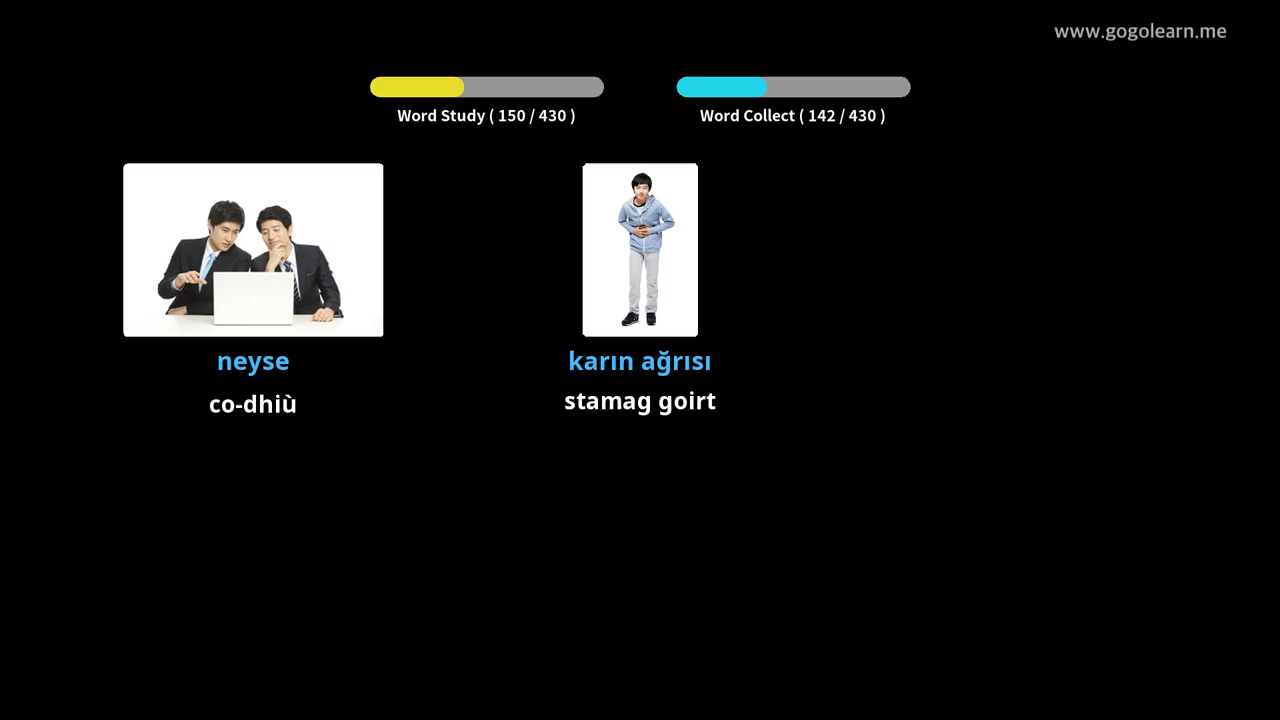 www.gogolearn.me
Word Study ( 150 / 430 )
Word Collect ( 142 / 430 )
neyse
co-dhiù
karın ağrısı
stamag goirt